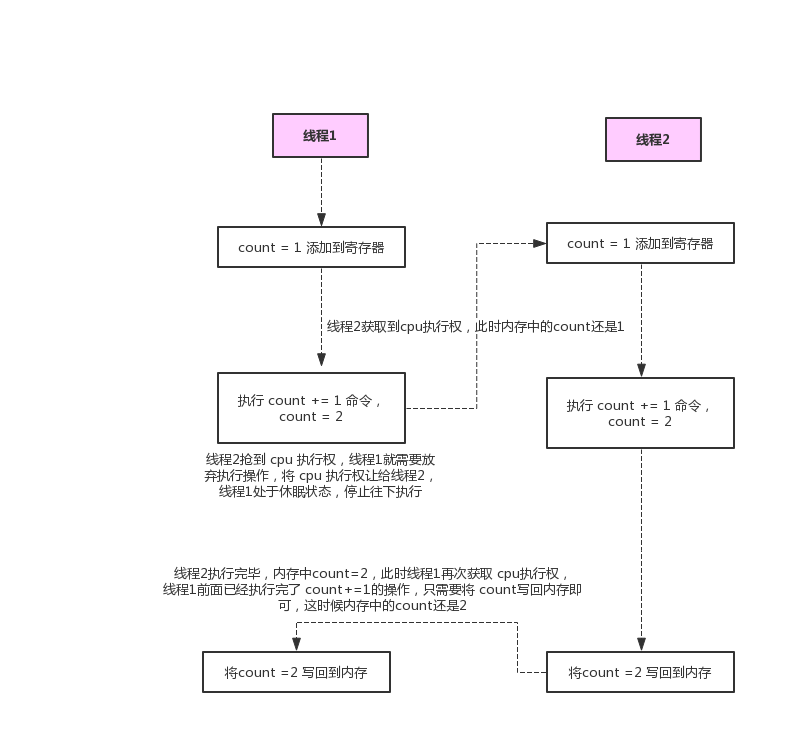 线程1
线程2
count = 1 添加到寄存器
count = 1 添加到寄存器
线程2获取到cpu执行权，此时内存中的count还是1
执行 count += 1 命令，
count = 2
执行 count += 1 命令，
count = 2
线程2抢到 cpu 执行权，线程1就需要放
弃执行操作，将 cpu 执行权让给线程2，
线程1处于休眠状态，停止往下执行
线程2执行完毕，内存中count=2，此时线程1再次获取 cpu执行权，
线程1前面已经执行完了 count+=1的操作，只需要将 count写回内存即
可，这时候内存中的count还是2
将count =2 写回到内存
将count =2 写回到内存